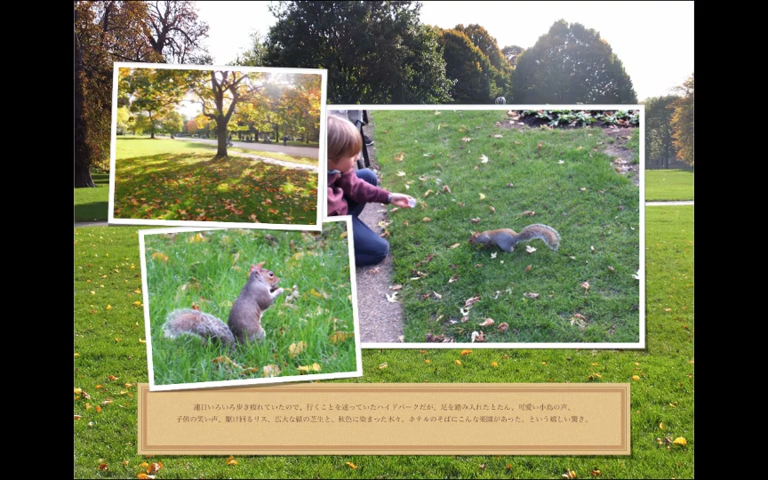 連日いろいろ歩き疲れていたので、行くことを迷っていたハイドパークだが、足を踏み入れたとたん、可愛い小鳥の声、
子供の笑い声、駆け回るリス、広大な緑の芝生と、秋色に染まった木々。ホテルのそばにこんな楽園があった、という嬉しい驚き。